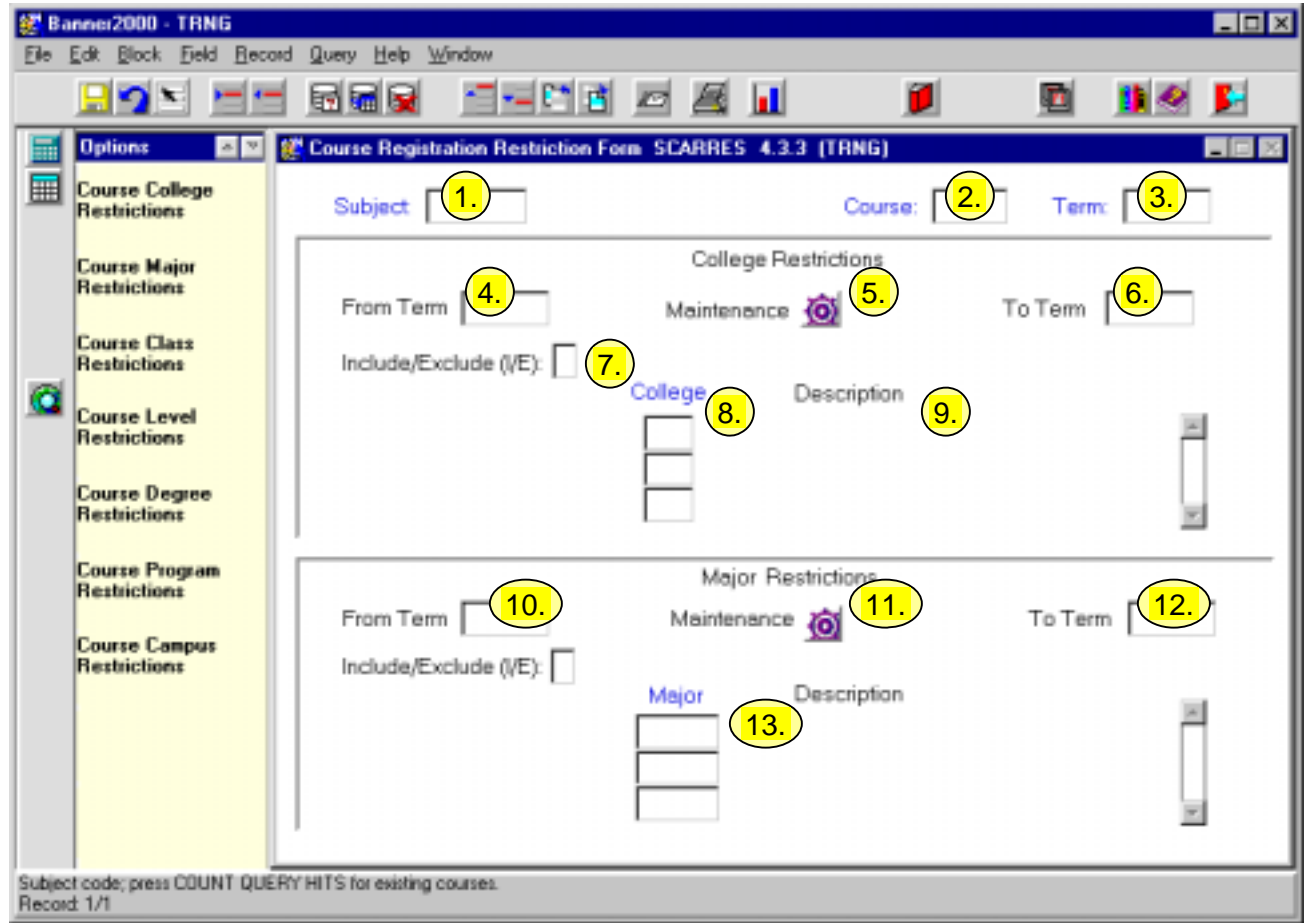 Banner2000 - TRNG
File Edit Block Field Record Query Help Window
Options
Course Registration Restriction Form SCARRES 4.3.3 (TRNG)
Course College
Restrictions
Course Major
Restrictions
Course Class
Restrictions
Course Level
Restrictions
Course Degree
Restrictions
Course Program
Restrictions
Course Campus
Restrictions
Subject 1. Course: 2. Term: 3.
College Restrictions
From Term 4. Maintenance 5. To Term 6.
Include/Exclude (I/E): 7.
College 8. Description 9.
Major Restrictions
From Term 10. Maintenance 11. To Term 12.
Include/Exclude (I/E):
Major 13. Description
Subject code; press COUNT QUERY HITS for existing courses.
Record: 1/1